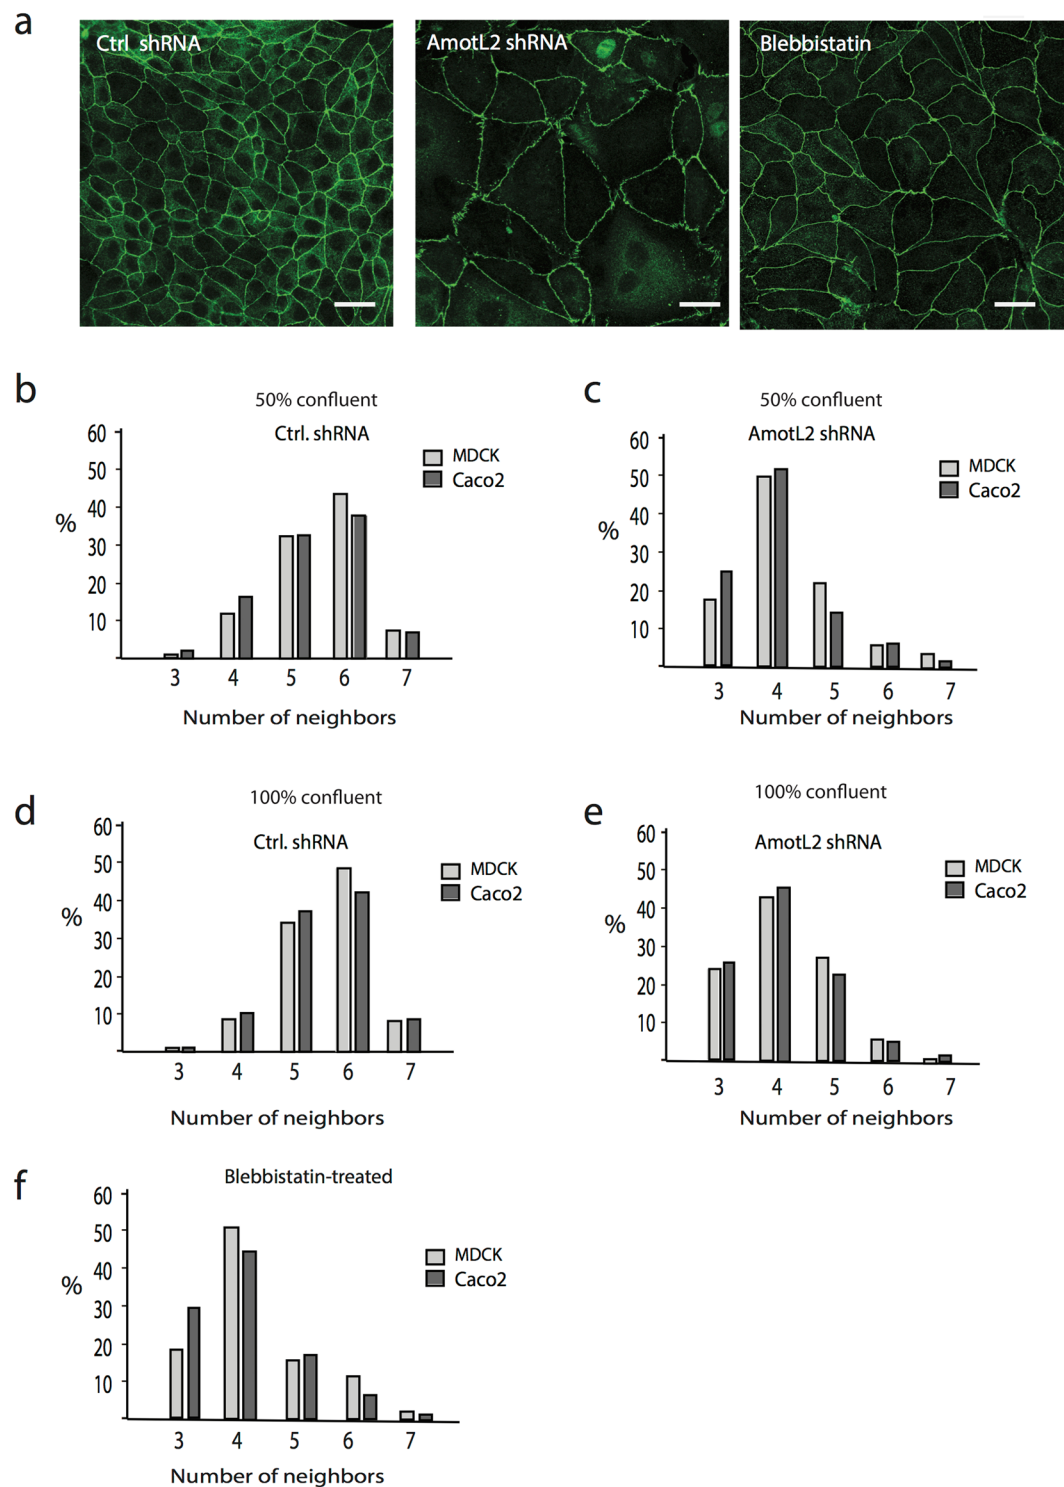 a
Ctrl shRNA
AmotL2 shRNA
Blebbistatin
b
50% confluent
Ctrl. shRNA
60
50
40
30
20
10
%
MDCK
Caco2
3 4 5 6 7
Number of neighbors
c
50% confluent
AmotL2 shRNA
60
50
40
30
20
10
%
MDCK
Caco2
3 4 5 6 7
Number of neighbors
d
100% confluent
Ctrl. shRNA
60
50
40
30
20
10
%
MDCK
Caco2
3 4 5 6 7
Number of neighbors
e
100% confluent
AmotL2 shRNA
60
50
40
30
20
10
%
MDCK
Caco2
3 4 5 6 7
Number of neighbors
f
Blebbistatin-treated
60
50
40
30
20
10
%
MDCK
Caco2
3 4 5 6 7
Number of neighbors